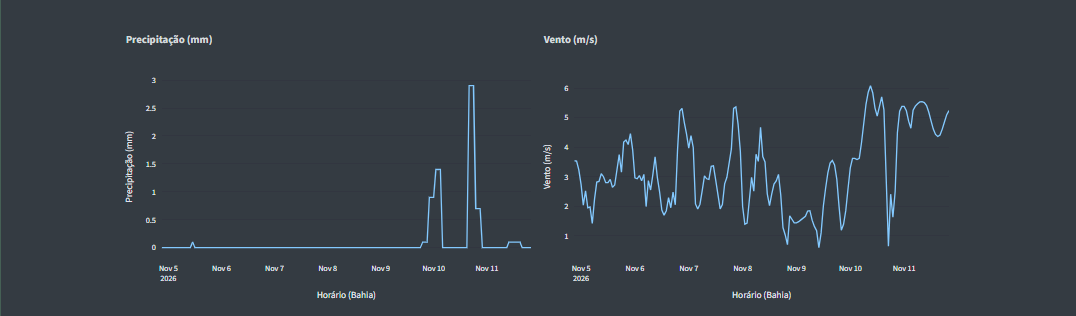 Precipitação (mm)
Vento (m/s)
Precipitação (mm)
3
2.5
2
1.5
1
0.5
0
Nov 5
2026
Nov 6
Nov 7
Nov 8
Nov 9
Nov 10
Nov 11
Horário (Bahia)
Vento (m/s)
6
5
4
3
2
1
Nov 5
2026
Nov 6
Nov 7
Nov 8
Nov 9
Nov 10
Nov 11
Horário (Bahia)